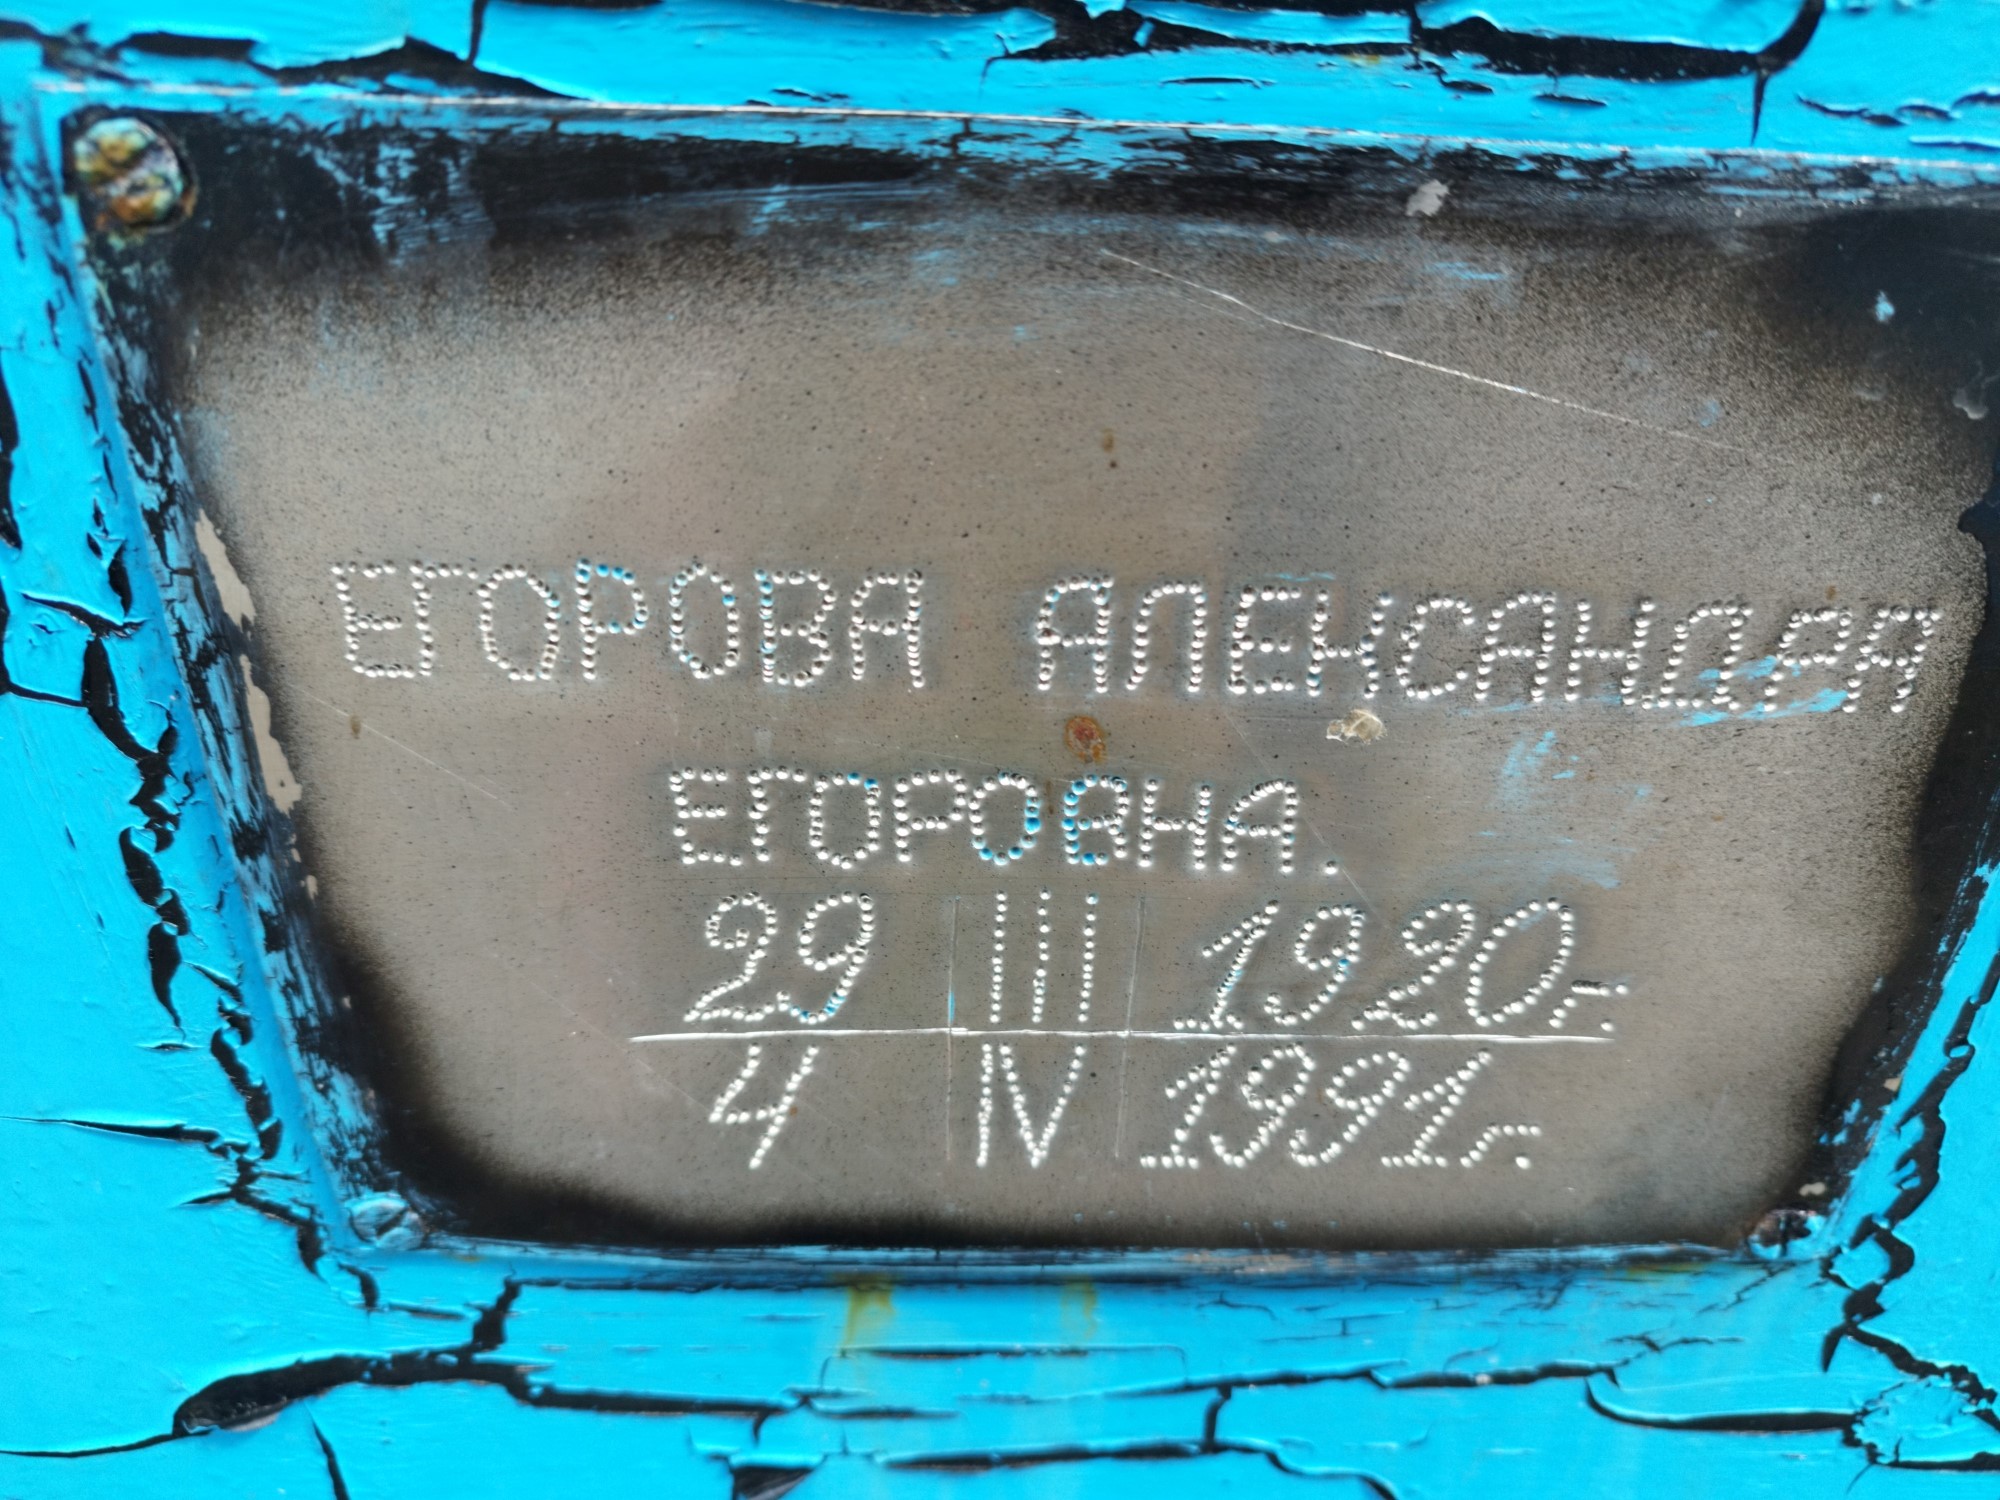 ЕГОРОВА АЛЕКСАНДРА
ЕГОРОВНА.
29 III 1920г.
4 IV 1991г.